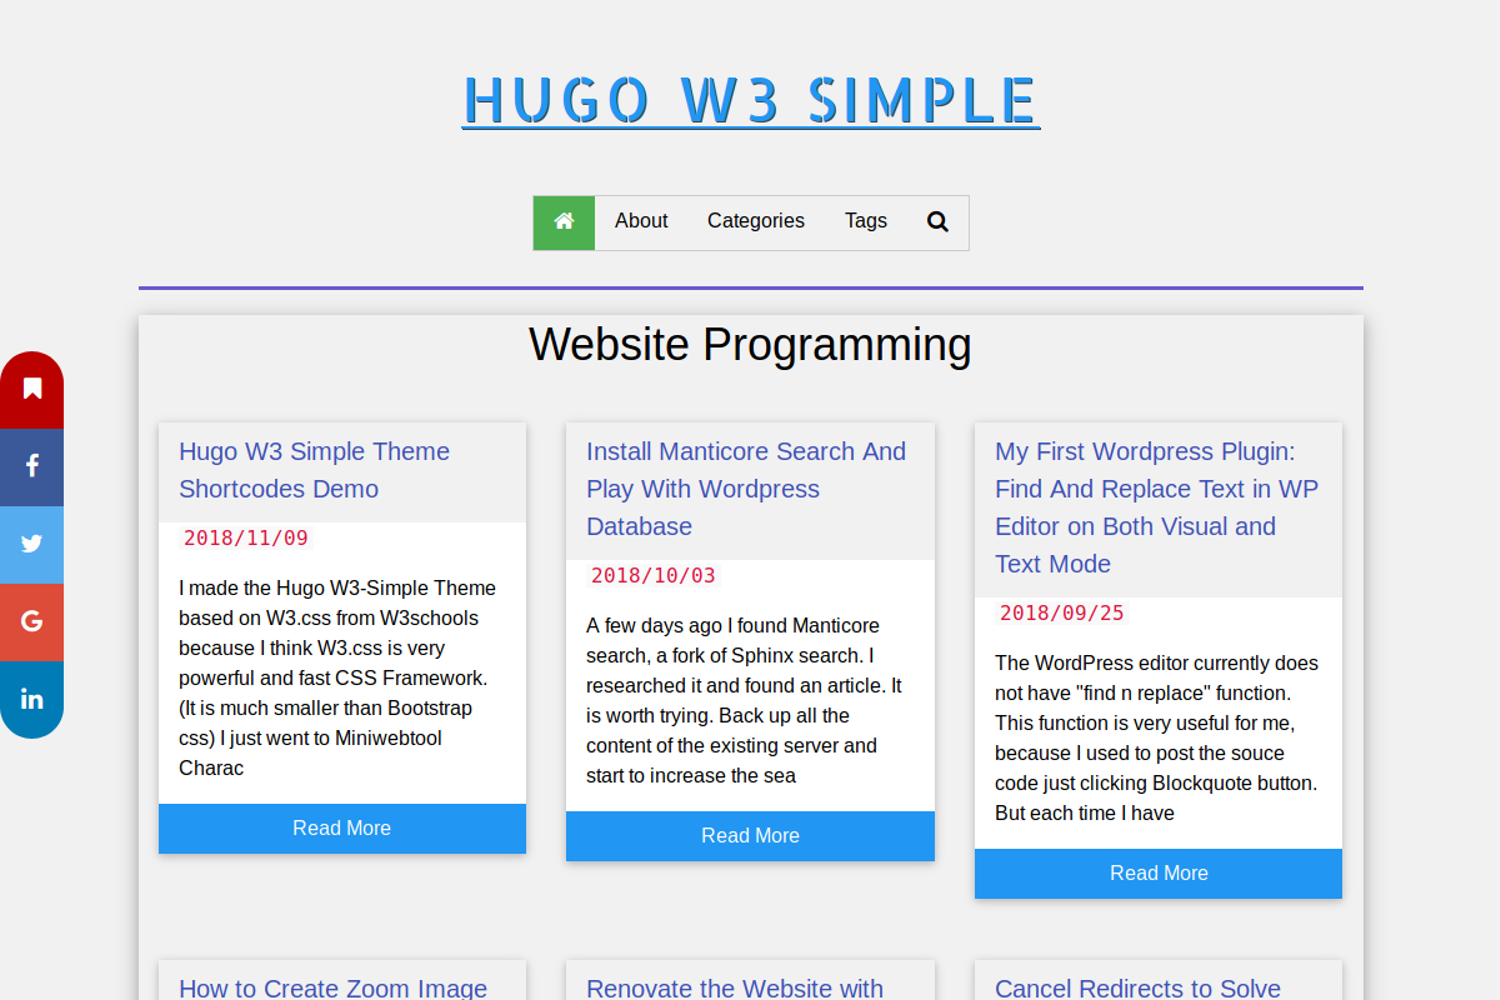 HUGO W3 SIMPLE
About Categories Tags
Website Programming
Hugo W3 Simple Theme
Shortcodes Demo
2018/11/09
I made the Hugo W3-Simple Theme
based on W3.css from W3schools
because I think W3.css is very
powerful and fast CSS Framework.
(It is much smaller than Bootstrap
css) I just went to Miniwebtool
Charac
Read More
Install Manticore Search And
Play With Wordpress
Database
2018/10/03
A few days ago I found Manticore
search, a fork of Sphinx search. I
researched it and found an article. It
is worth trying. Back up all the
content of the existing server and
start to increase the sea
Read More
My First Wordpress Plugin:
Find And Replace Text in WP
Editor on Both Visual and
Text Mode
2018/09/25
The WordPress editor currently does
not have "find n replace" function.
This function is very useful for me,
because I used to post the souce
code just clicking Blockquote button.
But each time I have
Read More
How to Create Zoom Image
Renovate the Website with
Cancel Redirects to Solve